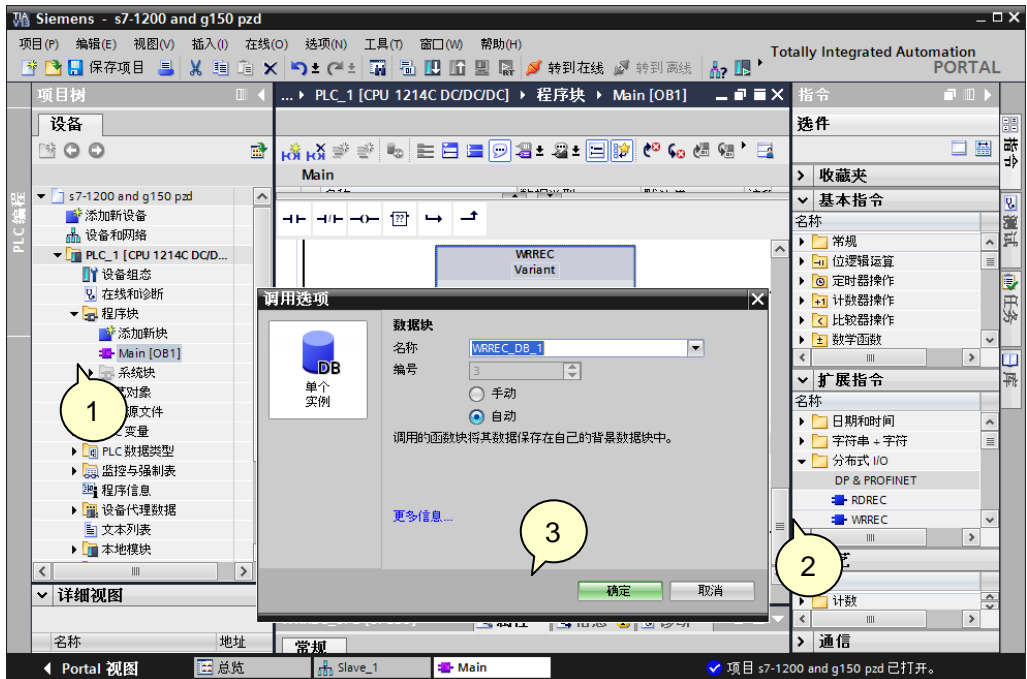 Siemens - s7-1200 and g150 pzd
项目(P) 编辑(E) 视图(V) 插入(I) 在线(O) 选项(N) 工具(T) 窗口(W) 帮助(H)
Totally Integrated Automation
PORTAL
保存项目
转到在线
转到离线
项目树
设备
PLC 编程
s7-1200 and g150 pzd
添加新设备
设备和网络
PLC_1 [CPU 1214C DC/D...
设备组态
在线和诊断
程序块
添加新块
Main [OB1]
系统块
对象
源文件
变量
PLC 数据类型
监控与强制表
程序信息
设备代理数据
文本列表
本地模块
详细视图
名称 地址
... PLC_1 [CPU 1214C DC/DC/DC] 程序块 Main [OB1]
Main
??
WRREC
Variant
调用选项
DB
单个
实例
数据块
名称 WRREC_DB_1
编号 3
手动
自动
调用的函数块将其数据保存在自己的背景数据块中。
更多信息...
确定 取消
1
2
3
常规
指令
选件
收藏夹
基本指令
名称
常规
位逻辑运算
定时器操作
计数器操作
比较器操作
数学函数
扩展指令
名称
日期和时间
字符串 + 字符
分布式 I/O
DP & PROFINET
RDREC
WRREC
计数
通信
指令
测试
任务
库
Portal 视图 总览 Slave_1 Main
项目 s7-1200 and g150 pzd 已打开。